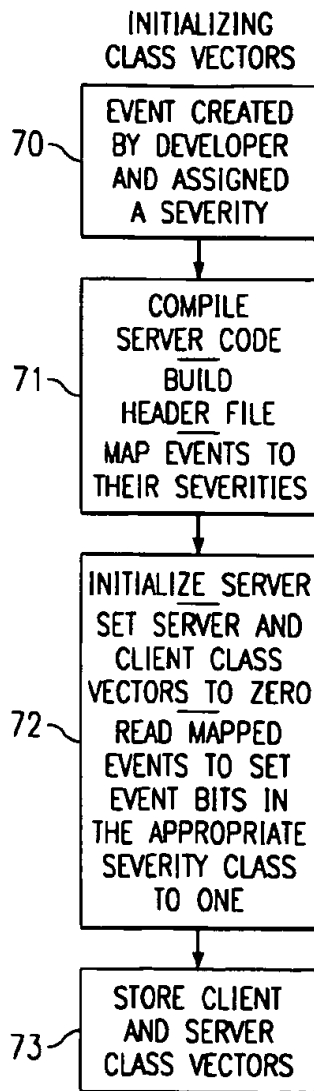 INITIALIZING
CLASS VECTORS
70
EVENT CREATED
BY DEVELOPER
AND ASSIGNED
A SEVERITY
71
COMPILE
SERVER CODE
BUILD
HEADER FILE
MAP EVENTS TO
THEIR SEVERITIES
72
INITIALIZE SERVER
SET SERVER AND
CLIENT CLASS
VECTORS TO ZERO
READ MAPPED
EVENTS TO SET
EVENT BITS IN
THE APPROPRIATE
SEVERITY CLASS
TO ONE
73
STORE CLIENT
AND SERVER
CLASS VECTORS